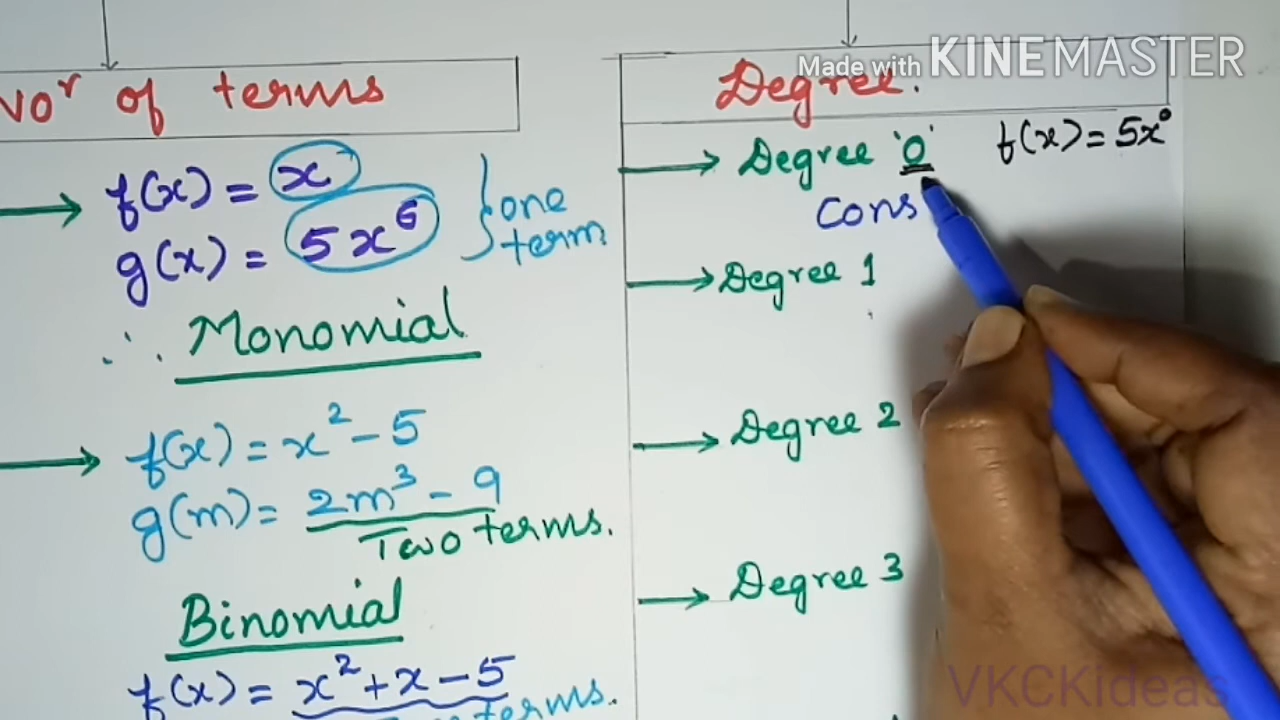 Made with KINEMASTER
No^r of terms
f(x) = x
g(x) = 5x⁶
one
term
∴ Monomial
f(x) = x² - 5
g(m) = 2m³ - 9
Two terms.
Binomial
f(x) = x² + x - 5
terms.
Degree.
Degree '0' f(x) = 5x⁰
Cons
Degree 1
Degree 2
Degree 3
VKCKideas